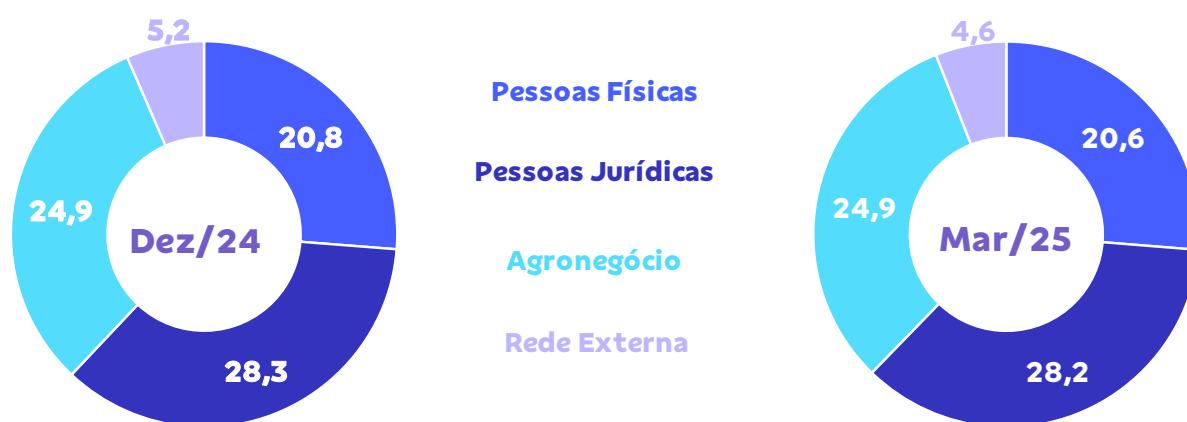 5,2
20,8
24,9
Dez/24
28,3
Pessoas Físicas
Pessoas Jurídicas
Agronegócio
Rede Externa
4,6
20,6
24,9
Mar/25
28,2